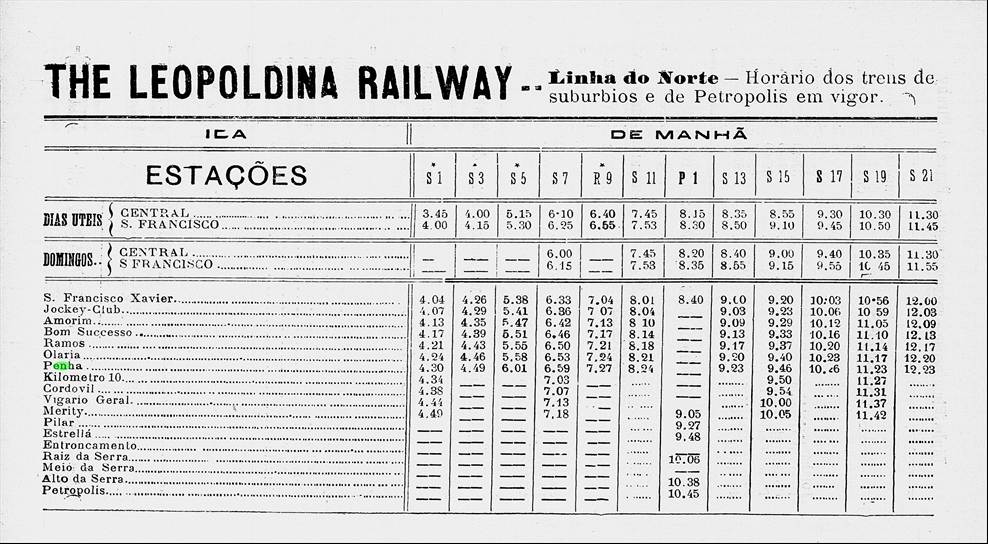 THE LEOPOLDINA RAILWAY-- Linha do Norte — Horário dos trens de
suburbios e de Petropolis em vigor.
IDA DE MANHÃ
ESTAÇÕES S 1 S 3 S 5 S 7 R 9 S 11 P 1 S 13 S 15 S 17 S 19 S 21
DIAS UTEIS CENTRAL 3.45 4.00 5.15 6.10 6.40 7.45 8.15 8.35 8.55 9.30 10.30 11.30
S. FRANCISCO 4.00 4.15 5.30 6.25 6.55 7.53 8.30 8.50 9.10 9.45 10.50 11.45
DOMINGOS.. CENTRAL — — — 6.00 — 7.45 8.20 8.40 9.00 9.40 10.35 11.30
S FRANCISCO — — — 6.15 — 7.53 8.35 8.55 9.15 9.55 10 45 11.55
S. Francisco Xavier 4.04 4.26 5.38 6.33 7.04 8.01 8.40 9.00 9.20 10.03 10.56 12.00
Jockey-Club 4.07 4.29 5.41 6.36 7 07 8.04 — 9.03 9.23 10.06 10 59 12.03
Amorim 4.13 4.35 5.47 6.42 7.13 8 10 — 9.09 9.29 10.12 11.05 12.09
Bom Successo 4.17 4.39 5.51 6.46 7.17 8.14 — 9.13 9.33 10.16 11.10 12.13
Ramos 4.21 4.43 5.55 6.50 7.21 8.18 — 9.17 9.37 10.20 11.14 12.17
Olaria 4.24 4.46 5.58 6.53 7.24 8.21 — 9.20 9.40 10.23 11.17 12.20
Penha 4.30 4.49 6.01 6.59 7.27 8.24 — 9.23 9.46 10.26 11.23 12.23
Kilometro 10 4.34 — — 7.03 — — 9.50 11.27
Cordovil 4.38 — — 7.07 — — 9.54 11.31
Vigario Geral 4.44 — — 7.13 — — 10.00 11.37
Merity 4.49 — — 7.18 — 9.05 10.05 11.42
Pilar — — — — — 9.27
Estrellá — — — — — 9.48
Entroncamento — — — — — —
Raiz da Serra — — — — — 10.06
Meio da Serra — — — — — —
Alto da Serra — — — — — 10.38
Petropolis — — — — — 10.45